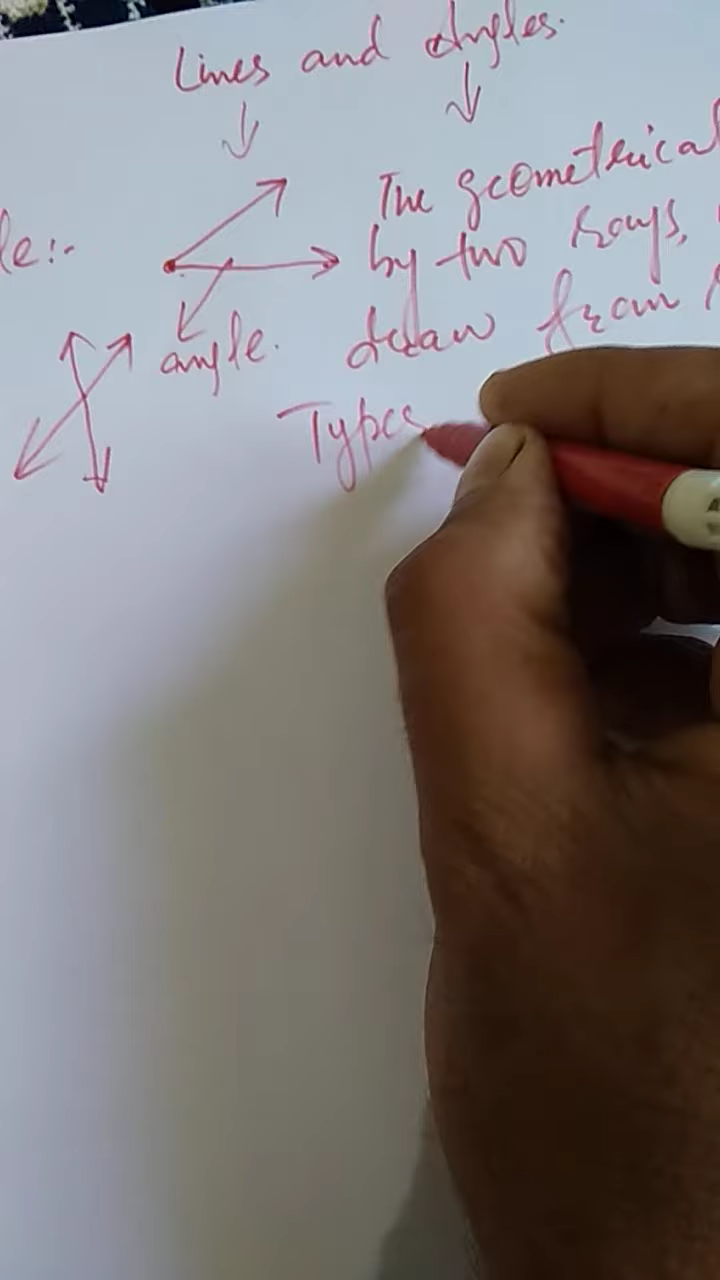 Lines and Angles.
le:-
The geometrical
by two rays,
angle.
draw from
Types